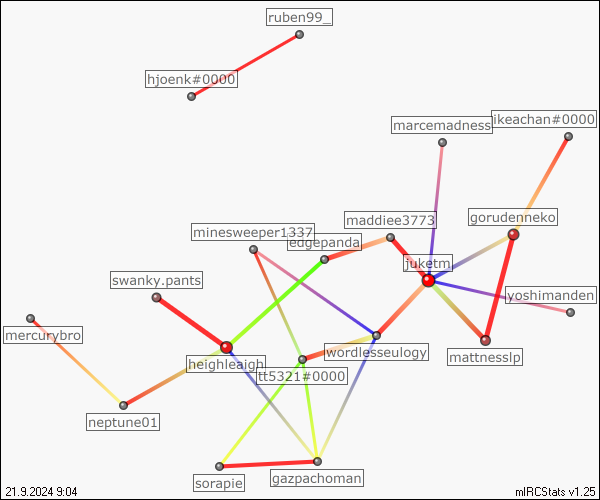 ruben99_
hjoenk#0000
marcemadness
ikeachan#0000
maddiee3773
gorudenneko
minesweeper1337
edgepanda
juketm
swanky.pants
yoshimanden
mercurybro
wordlesseulogy
mattnesslp
heighleaigh
tt5321#0000
neptune01
sorapie
gazpachoman
21.9.2024 9:04
mIRCStats v1.25